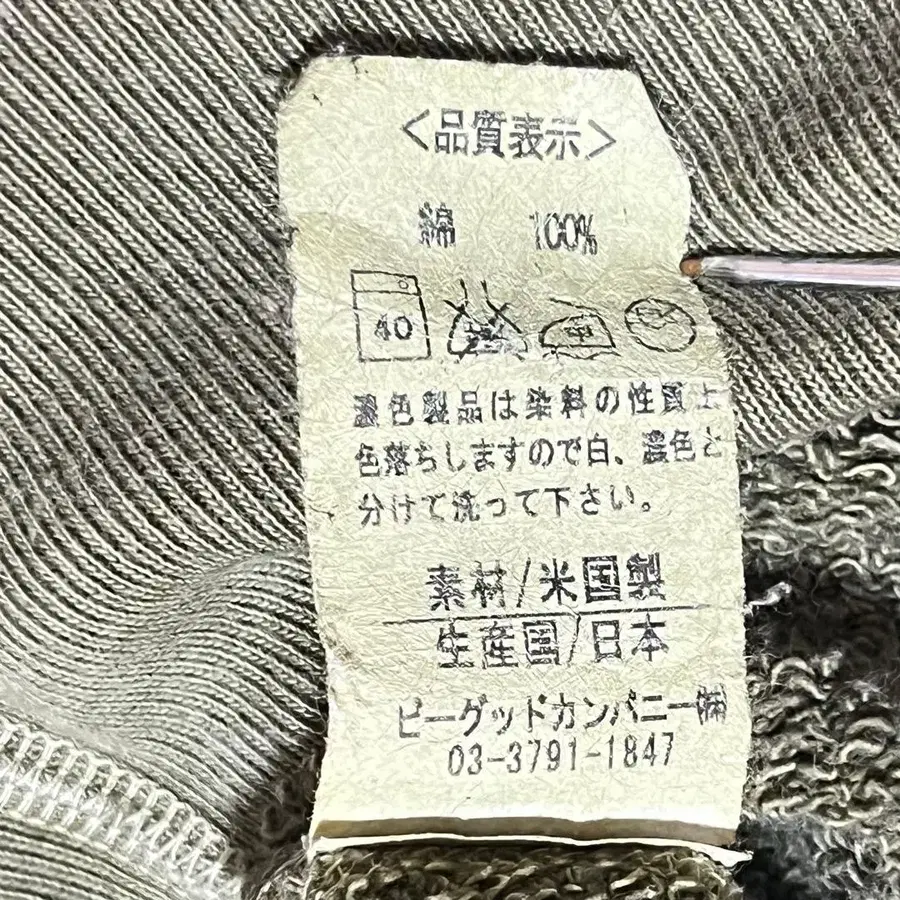 <品質表示>
綿 100%
40
濃色製品は染料の性質上
色落ちしますので白、濃色と
分けて洗って下さい。
素材/米国製
生産国/日本
ビーグッドカンパニー㈱
03-3791-1847